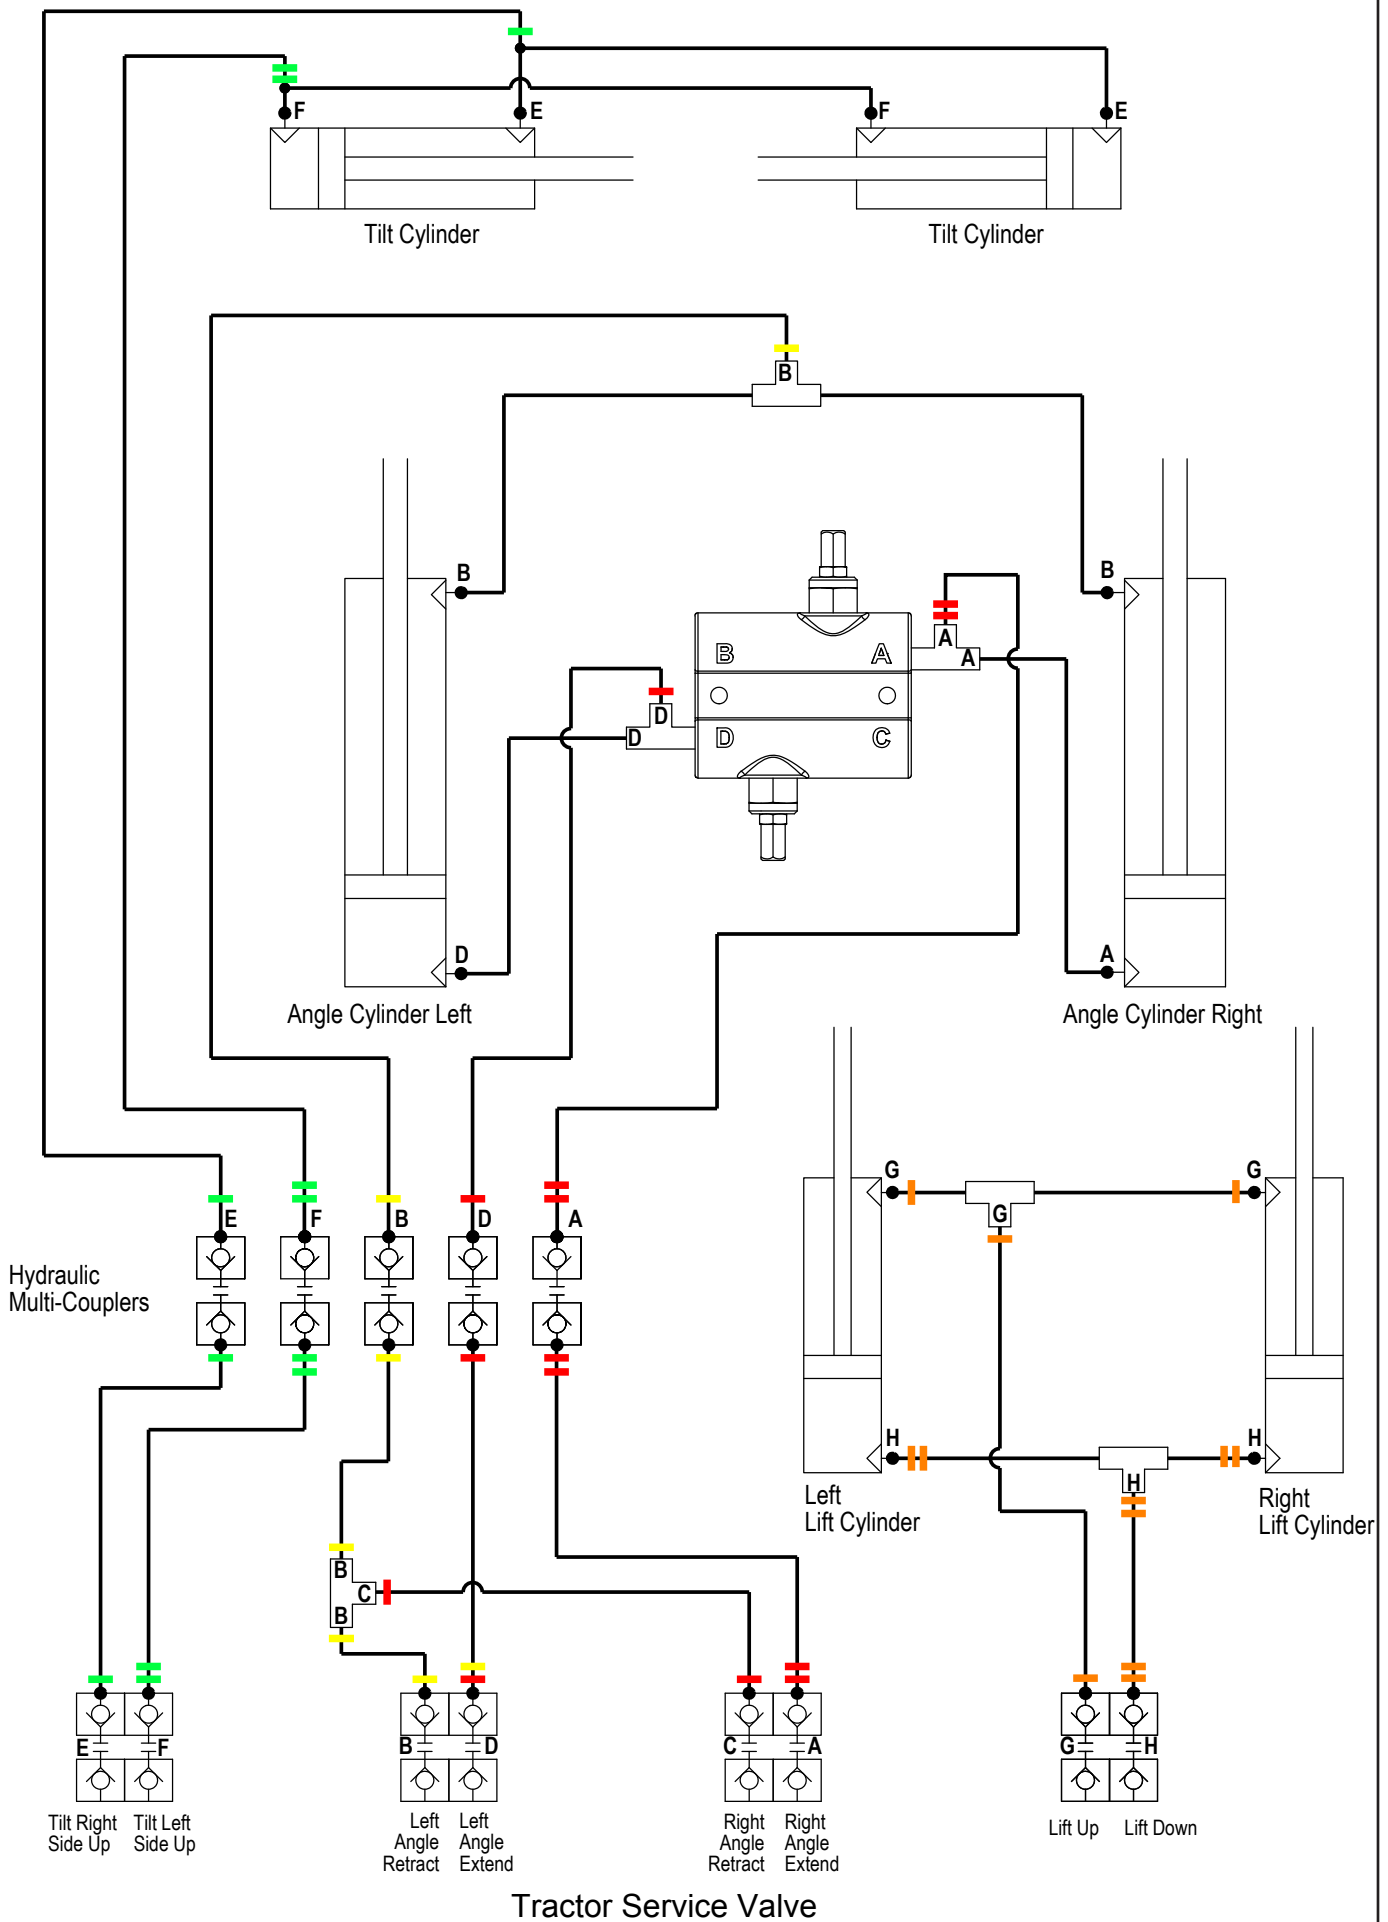 F
E
F
E
Tilt Cylinder
Tilt Cylinder
B
B
B
A
B
A
A
D
D
D
C
D
A
Angle Cylinder Left
Angle Cylinder Right
G
G
G
E
F
B
D
A
Hydraulic
Multi-Couplers
H
H
H
Left
Lift Cylinder
Right
Lift Cylinder
B
C
B
E
F
B
D
C
A
G
H
Tilt Right
Side Up
Tilt Left
Side Up
Left
Angle
Retract
Left
Angle
Extend
Right
Angle
Retract
Right
Angle
Extend
Lift Up
Lift Down
Tractor Service Valve